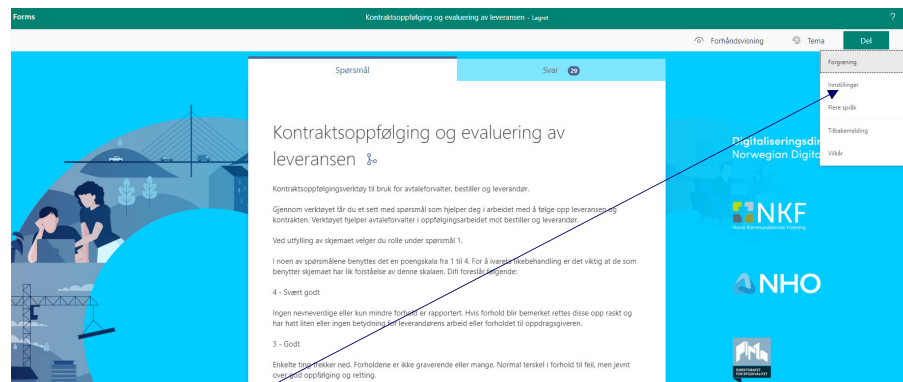 Forms
Kontraktsoppfølging og evaluering av leveransen - Lagret
?
Forhåndsvisning
Tema
Del
Forgrening
Innstillinger
Flere språk
Tilbakemelding
Vilkår
Spørsmål
Svar 29
Kontraktsoppfølging og evaluering av
leveransen
Kontraktsoppfølgingsverktøy til bruk for avtaleforvalter, bestiller og leverandør.
Gjennom verktøyet får du et sett med spørsmål som hjelper deg i arbeidet med å følge opp leveransen og
kontrakten. Verktøyet hjelper avtaleforvalter i oppfølgingsarbeidet mot bestiller og leverandør.
Ved utfylling av skjemaet velger du rolle under spørsmål 1.
I noen av spørsmålene benyttes det en poengskala fra 1 til 4. For å ivareta likebehandling er det viktig at de som
benytter skjemaet har lik forståelse av denne skalaen. Difi foreslår følgende:
4 - Svært godt
Ingen nevneverdige eller kun mindre forhold er rapportert. Hvis forhold blir bemerket rettes disse opp raskt og
har hatt liten eller ingen betydning for leverandørens arbeid eller forholdet til oppdragsgiveren.
3 - Godt
Enkelte ting trekker ned. Forholdene er ikke graverende eller mange. Normal terskel i forhold til feil, men jevnt
over god oppfølging og retting.
Digitaliseringsdir
Norwegian Digita
NKF
Norsk Kommunalteknisk Forening
NHO
DIREKTORATET
FOR BYGGKVALITET